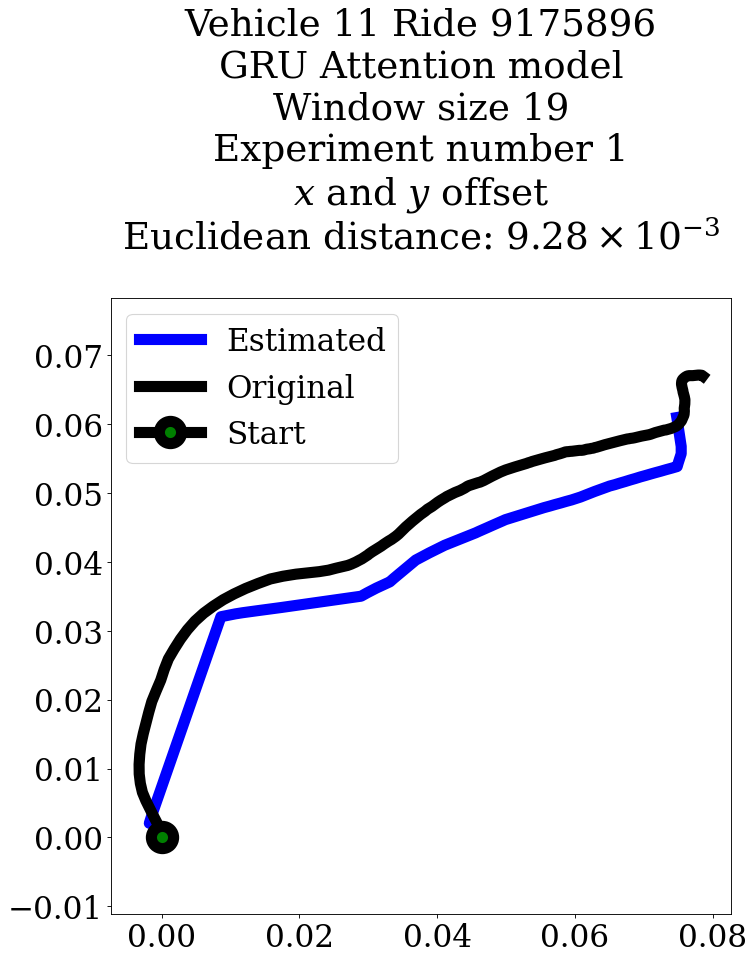 Vehicle 11 Ride 9175896
GRU Attention model
Window size 19
Experiment number 1
x and y offset
Euclidean distance: 9.28 × 10⁻³
Estimated
Original
Start
0.07
0.06
0.05
0.04
0.03
0.02
0.01
0.00
−0.01
0.00 0.02 0.04 0.06 0.08